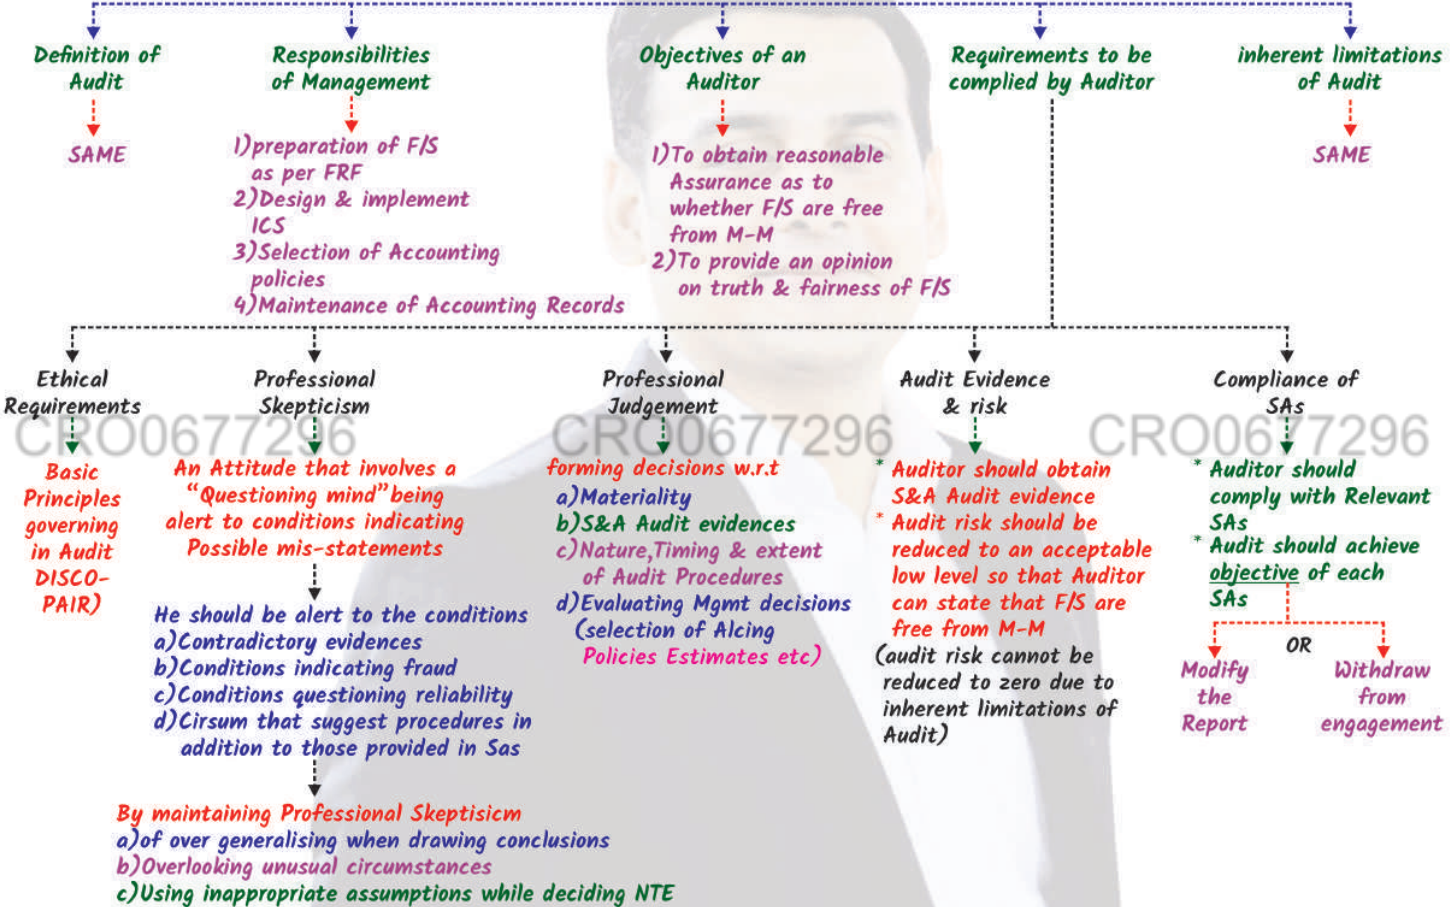 Definition of
Audit
SAME
Responsibilities
of Management
1)preparation of F/S
as per FRF
2)Design & implement
ICS
3)Selection of Accounting
policies
4)Maintenance of Accounting Records
Objectives of an
Auditor
1)To obtain reasonable
Assurance as to
whether F/S are free
from M-M
2)To provide an opinion
on truth & fairness of F/S
Requirements to be
complied by Auditor
inherent limitations
of Audit
SAME
Ethical
Requirements
Basic
Principles
governing
in Audit
DISCO-
PAIR)
Professional
Skepticism
An Attitude that involves a
“Questioning mind”being
alert to conditions indicating
Possible mis-statements
He should be alert to the conditions
a)Contradictory evidences
b)Conditions indicating fraud
c)Conditions questioning reliability
d)Cirsum that suggest procedures in
addition to those provided in Sas
By maintaining Professional Skeptisicm
a)of over generalising when drawing conclusions
b)Overlooking unusual circumstances
c)Using inappropriate assumptions while deciding NTE
Professional
Judgement
forming decisions w.r.t
a)Materiality
b)S&A Audit evidences
c)Nature,Timing & extent
of Audit Procedures
d)Evaluating Mgmt decisions
(selection of Alcing
Policies Estimates etc)
Audit Evidence
& risk
* Auditor should obtain
S&A Audit evidence
* Audit risk should be
reduced to an acceptable
low level so that Auditor
can state that F/S are
free from M-M
(audit risk cannot be
reduced to zero due to
inherent limitations of
Audit)
Compliance of
SAs
* Auditor should
comply with Relevant
SAs
* Audit should achieve
objective of each
SAs
OR
Modify
the
Report
Withdraw
from
engagement
CRO0677296
CRO0677296
CRO0677296